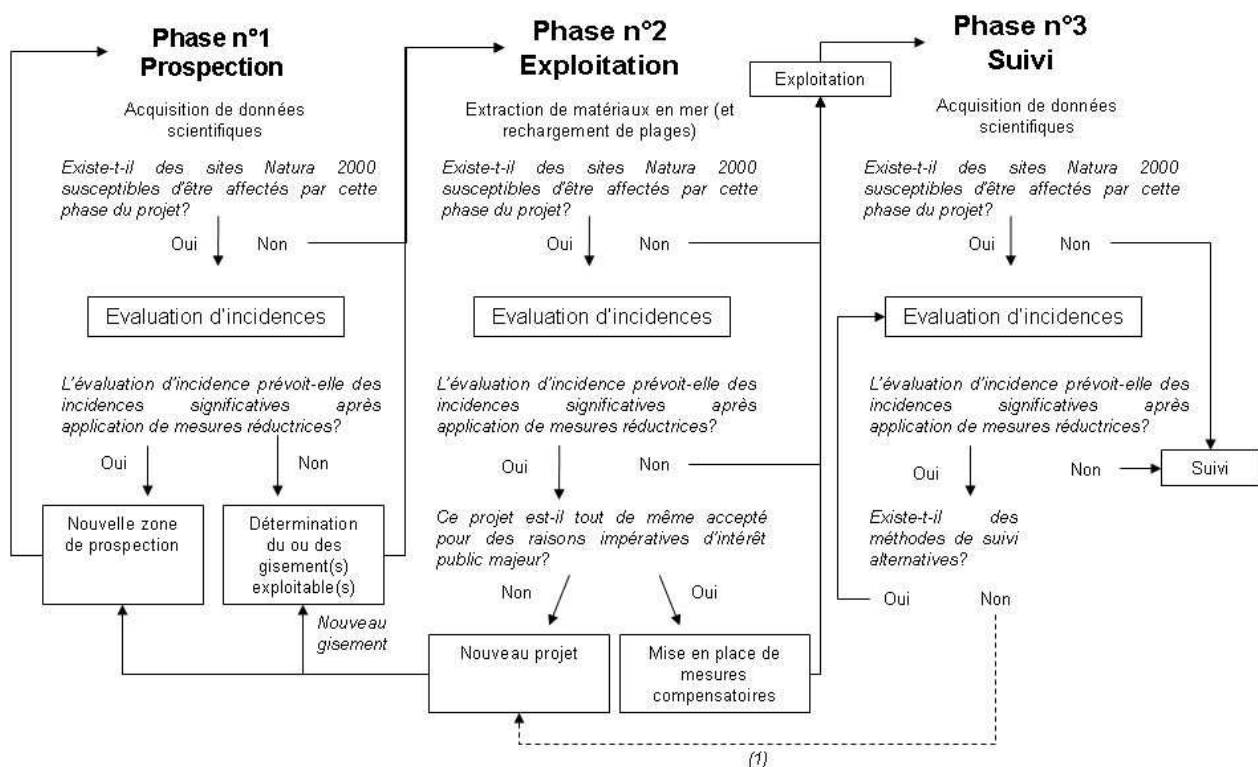 Phase n°1
Prospection
Acquisition de données
scientifiques
Existe-t-il des sites Natura 2000
susceptibles d'être affectés par cette
phase du projet?
Oui
Non
Evaluation d'incidences
L'évaluation d'incidence prévoit-elle des
incidences significatives après
application de mesures réductrices?
Oui
Non
Nouvelle zone
de prospection
Détermination
du ou des
gisement(s)
exploitable(s)
Nouveau
gisement
Phase n°2
Exploitation
Extraction de matériaux en mer (et
rechargement de plages)
Existe-t-il des sites Natura 2000
susceptibles d'être affectés par cette
phase du projet?
Oui
Non
Evaluation d'incidences
L'évaluation d'incidence prévoit-elle des
incidences significatives après
application de mesures réductrices?
Oui
Non
Ce projet est-il tout de même accepté
pour des raisons impératives d'intérêt
public majeur?
Non
Oui
Nouveau projet
Mise en place de
mesures
compensatoires
Exploitation
Phase n°3
Suivi
Acquisition de données
scientifiques
Existe-t-il des sites Natura 2000
susceptibles d'être affectés par cette
phase du projet?
Oui
Non
Evaluation d'incidences
L'évaluation d'incidence prévoit-elle des
incidences significatives après
application de mesures réductrices?
Oui
Non
Suivi
Existe-t-il des
méthodes de suivi
alternatives?
Oui
Non
(1)